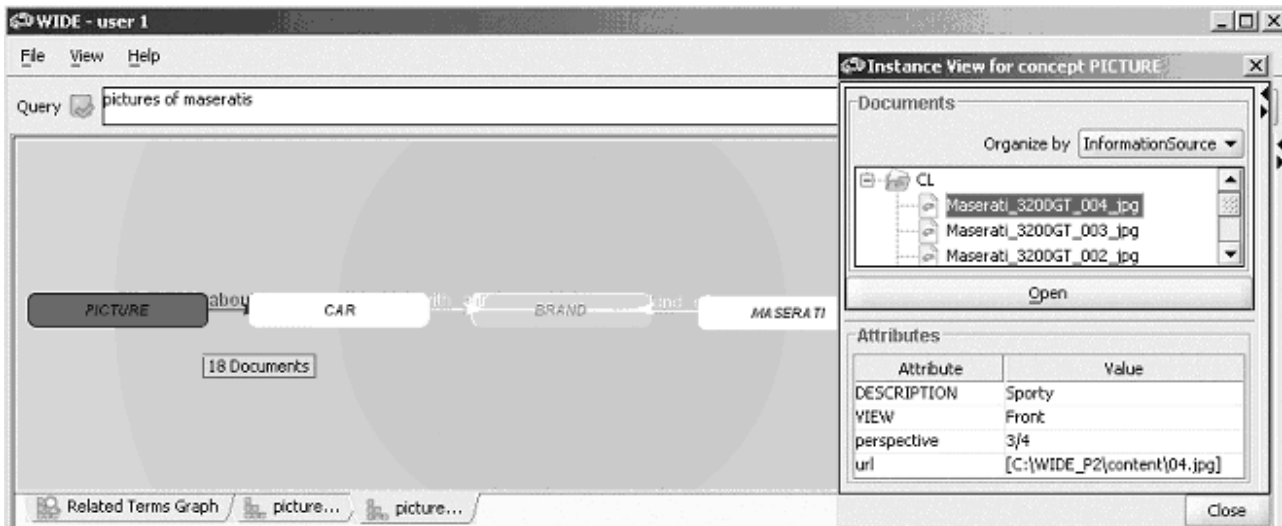 WIDE - user 1
File View Help
Query pictures of maseratis
PICTURE abou CAR BRAND MASERATI
18 Documents
Related Terms Graph picture... picture...
Instance View for concept PICTURE
Documents
Organize by InformationSource
CL
Maserati_3200GT_004_jpg
Maserati_3200GT_003_jpg
Maserati_3200GT_002_jpg
Open
Attributes
Attribute Value
DESCRIPTION Sporty
VIEW Front
perspective 3/4
url [C:\WIDE_P2\content\04.jpg]
Close